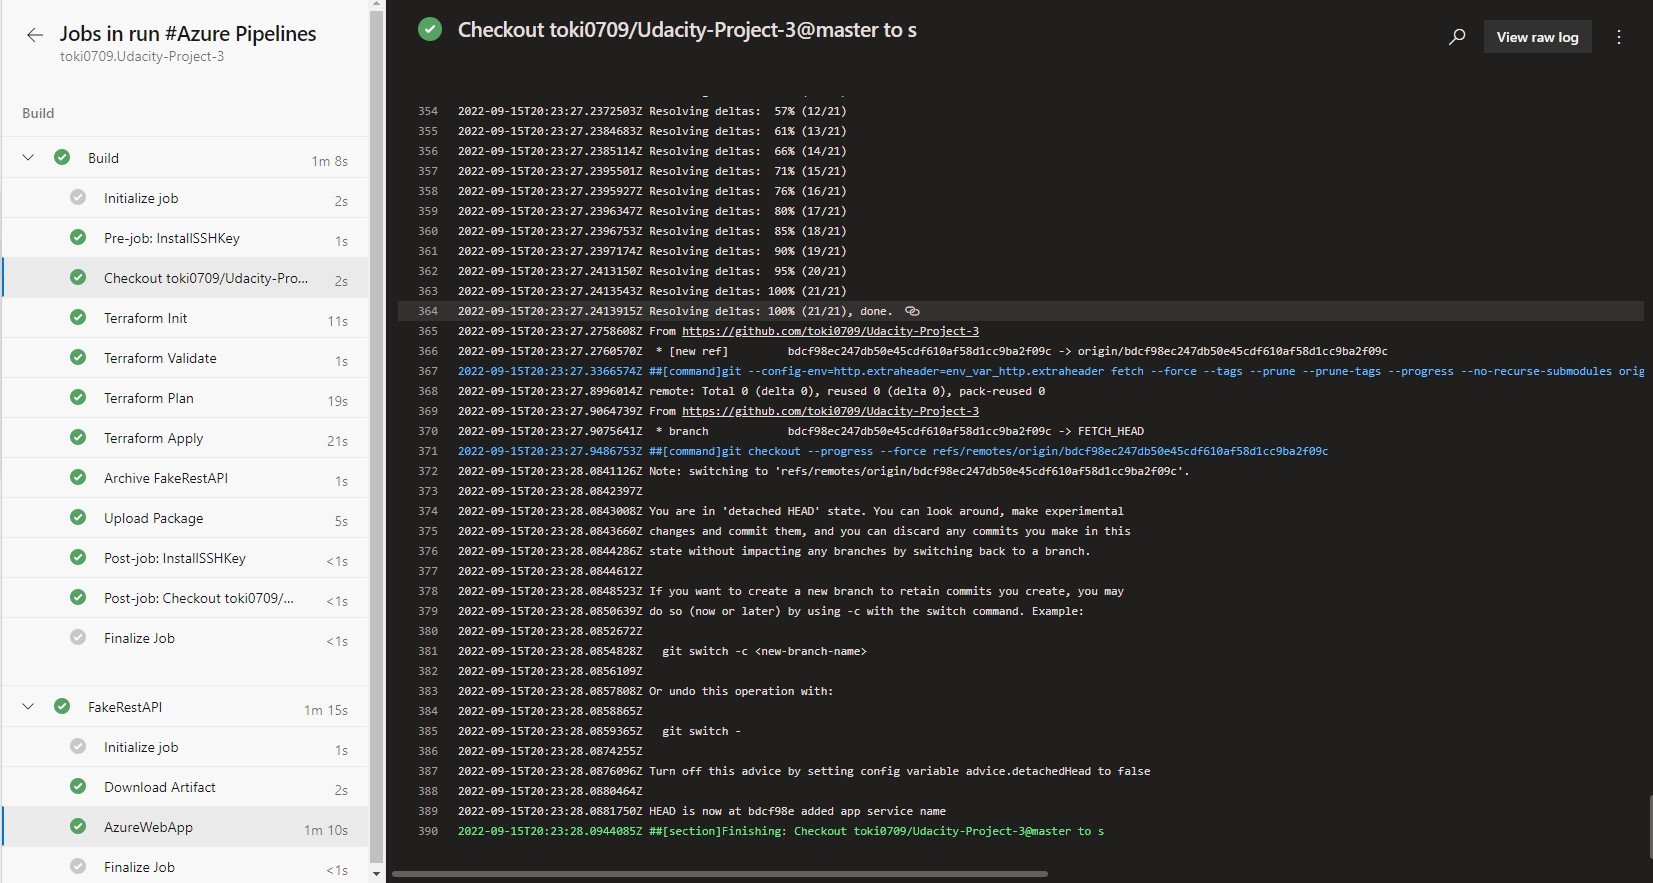 Jobs in run #Azure Pipelines
toki0709.Udacity-Project-3
Build
Build 1m 8s
Initialize job 2s
Pre-job: InstallSSHKey 1s
Checkout toki0709/Udacity-Pro... 2s
Terraform Init 11s
Terraform Validate 1s
Terraform Plan 19s
Terraform Apply 21s
Archive FakeRestAPI 1s
Upload Package 5s
Post-job: InstallSSHKey <1s
Post-job: Checkout toki0709/... <1s
Finalize Job <1s
FakeRestAPI 1m 15s
Initialize job 1s
Download Artifact 2s
AzureWebApp 1m 10s
Finalize Job <1s
Checkout toki0709/Udacity-Project-3@master to s
View raw log
354 2022-09-15T20:23:27.2372503Z Resolving deltas:  57% (12/21)
355 2022-09-15T20:23:27.2384683Z Resolving deltas:  61% (13/21)
356 2022-09-15T20:23:27.2385114Z Resolving deltas:  66% (14/21)
357 2022-09-15T20:23:27.2395501Z Resolving deltas:  71% (15/21)
358 2022-09-15T20:23:27.2395927Z Resolving deltas:  76% (16/21)
359 2022-09-15T20:23:27.2396347Z Resolving deltas:  80% (17/21)
360 2022-09-15T20:23:27.2396753Z Resolving deltas:  85% (18/21)
361 2022-09-15T20:23:27.2397174Z Resolving deltas:  90% (19/21)
362 2022-09-15T20:23:27.2413150Z Resolving deltas:  95% (20/21)
363 2022-09-15T20:23:27.2413543Z Resolving deltas: 100% (21/21)
364 2022-09-15T20:23:27.2413915Z Resolving deltas: 100% (21/21), done.
365 2022-09-15T20:23:27.2758608Z From https://github.com/toki0709/Udacity-Project-3
366 2022-09-15T20:23:27.2760570Z  * [new ref]         bdcf98ec247db50e45cdf610af58d1cc9ba2f09c -> origin/bdcf98ec247db50e45cdf610af58d1cc9ba2f09c
367 2022-09-15T20:23:27.3366574Z ##[command]git --config-env=http.extraheader=env_var_http.extraheader fetch --force --tags --prune --prune-tags --progress --no-recurse-submodules orig
368 2022-09-15T20:23:27.8996014Z remote: Total 0 (delta 0), reused 0 (delta 0), pack-reused 0
369 2022-09-15T20:23:27.9064739Z From https://github.com/toki0709/Udacity-Project-3
370 2022-09-15T20:23:27.9075641Z  * branch            bdcf98ec247db50e45cdf610af58d1cc9ba2f09c -> FETCH_HEAD
371 2022-09-15T20:23:27.9486753Z ##[command]git checkout --progress --force refs/remotes/origin/bdcf98ec247db50e45cdf610af58d1cc9ba2f09c
372 2022-09-15T20:23:28.0841126Z Note: switching to 'refs/remotes/origin/bdcf98ec247db50e45cdf610af58d1cc9ba2f09c'.
373 2022-09-15T20:23:28.0842397Z
374 2022-09-15T20:23:28.0843008Z You are in 'detached HEAD' state. You can look around, make experimental
375 2022-09-15T20:23:28.0843660Z changes and commit them, and you can discard any commits you make in this
376 2022-09-15T20:23:28.0844286Z state without impacting any branches by switching back to a branch.
377 2022-09-15T20:23:28.0844612Z
378 2022-09-15T20:23:28.0848523Z If you want to create a new branch to retain commits you create, you may
379 2022-09-15T20:23:28.0850639Z do so (now or later) by using -c with the switch command. Example:
380 2022-09-15T20:23:28.0852672Z
381 2022-09-15T20:23:28.0854828Z   git switch -c <new-branch-name>
382 2022-09-15T20:23:28.0856109Z
383 2022-09-15T20:23:28.0857808Z Or undo this operation with:
384 2022-09-15T20:23:28.0858865Z
385 2022-09-15T20:23:28.0859365Z   git switch -
386 2022-09-15T20:23:28.0874255Z
387 2022-09-15T20:23:28.0876096Z Turn off this advice by setting config variable advice.detachedHead to false
388 2022-09-15T20:23:28.0880464Z
389 2022-09-15T20:23:28.0881750Z HEAD is now at bdcf98e added app service name
390 2022-09-15T20:23:28.0944085Z ##[section]Finishing: Checkout toki0709/Udacity-Project-3@master to s